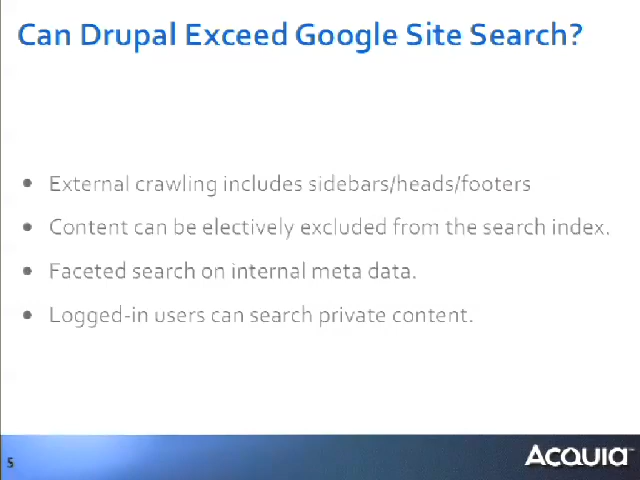 Can Drupal Exceed Google Site Search?
• External crawling includes sidebars/heads/footers
• Content can be electively excluded from the search index.
• Faceted search on internal meta data.
• Logged-in users can search private content.
5
ACQUIA